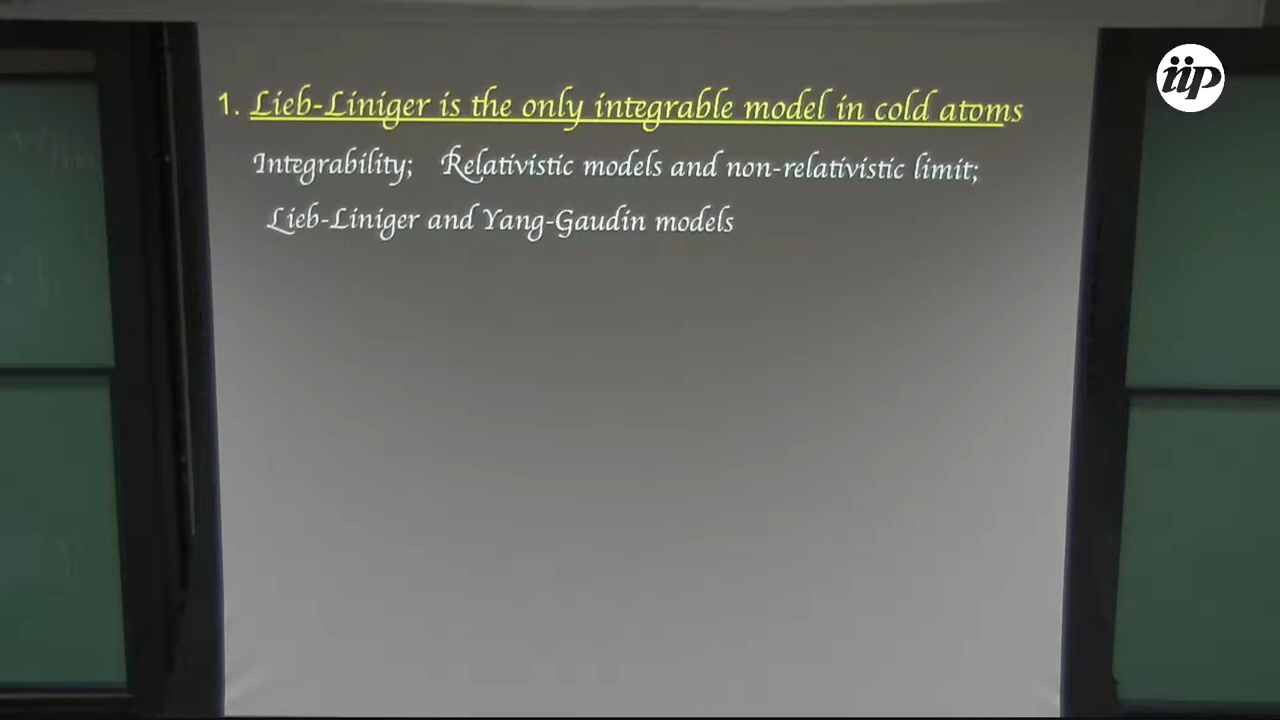 iip
1. Lieb-Liniger is the only integrable model in cold atoms
Integrability; Relativistic models and non-relativistic limit;
Lieb-Liniger and Yang-Gaudin models